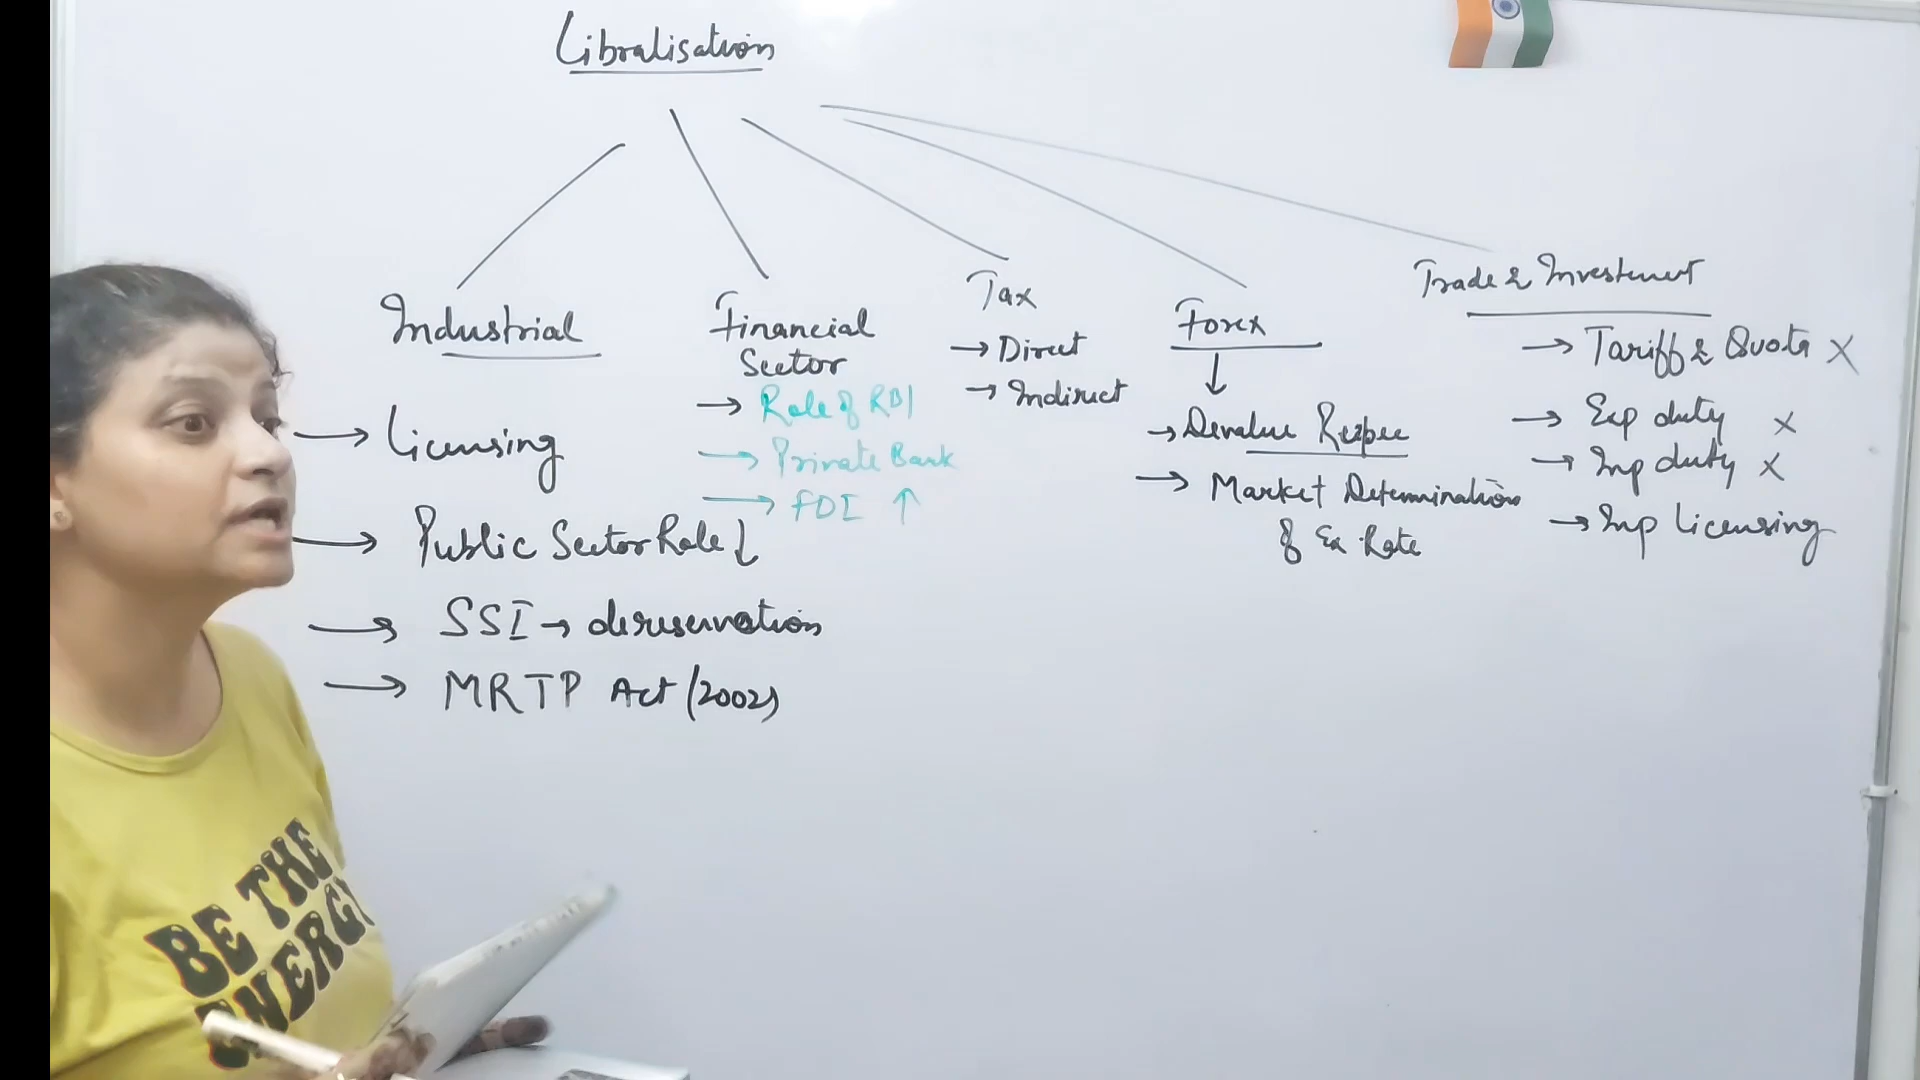 Libralisation
Industrial
→ Licensing
→ Public Sector Role ↓
→ SSI → dereservation
→ MRTP Act (2002)
Financial
Sector
→ Role of RBI
→ Private Bank
→ FDI ↑
Tax
→ Direct
→ Indirect
Forex
↓
→ Devalue Rupee
→ Market Determination
of Ex. Rate
Trade & Investment
→ Tariff & Quota X
→ Exp duty X
→ Imp duty X
→ Imp Licensing
BE THE
ENERGY